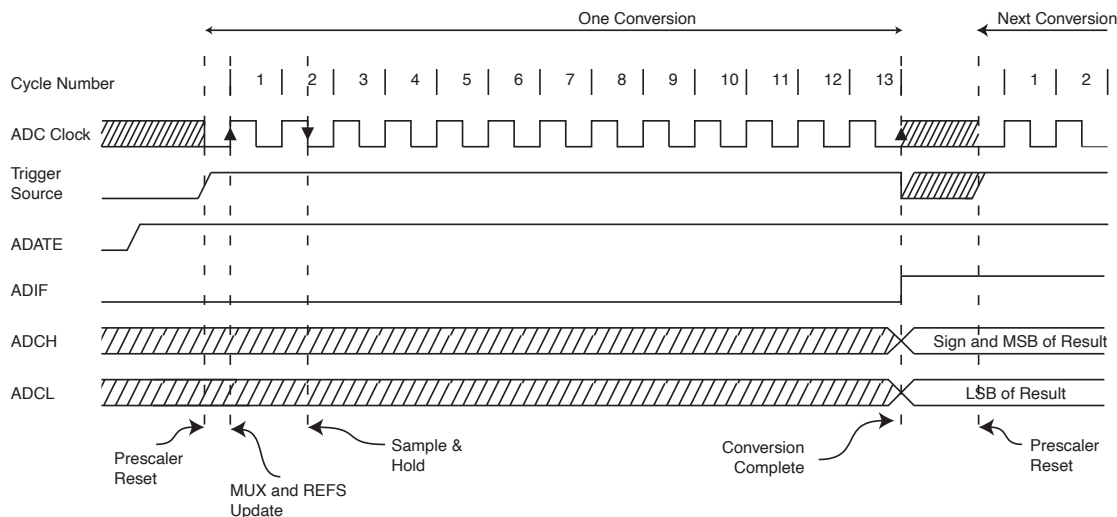 One Conversion
Next Conversion
Cycle Number
1 2 3 4 5 6 7 8 9 10 11 12 13 1 2
ADC Clock
Trigger
Source
ADATE
ADIF
ADCH
Sign and MSB of Result
ADCL
LSB of Result
Prescaler
Reset
MUX and REFS
Update
Sample &
Hold
Conversion
Complete
Prescaler
Reset